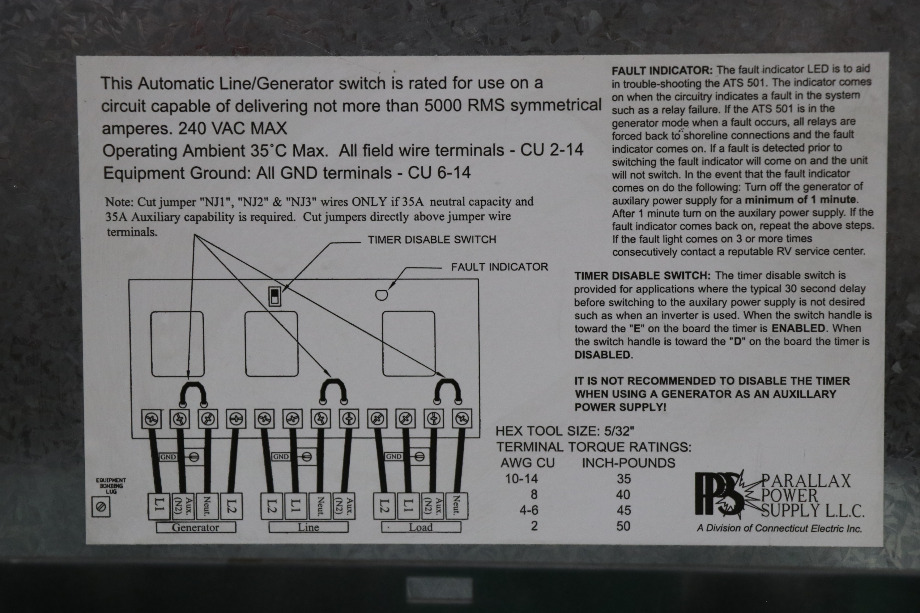 This Automatic Line/Generator switch is rated for use on a
circuit capable of delivering not more than 5000 RMS symmetrical
amperes. 240 VAC MAX
Operating Ambient 35°C Max. All field wire terminals - CU 2-14
Equipment Ground: All GND terminals - CU 6-14
Note: Cut jumper "NJ1", "NJ2" & "NJ3" wires ONLY if 35A neutral capacity and
35A Auxiliary capability is required. Cut jumpers directly above jumper wire
terminals.
TIMER DISABLE SWITCH
FAULT INDICATOR
GND
GND
GND
EQUIPMENT
BONDING
LUG
L1
Aux.
(N2)
Neut.
L2
L2
L1
Neut.
Aux.
(N2)
L2
L1
Aux.
(N2)
Neut.
Generator
Line
Load
FAULT INDICATOR: The fault indicator LED is to aid
in trouble-shooting the ATS 501. The indicator comes
on when the circuitry indicates a fault in the system
such as a relay failure. If the ATS 501 is in the
generator mode when a fault occurs, all relays are
forced back to shoreline connections and the fault
indicator comes on. If a fault is detected prior to
switching the fault indicator will come on and the unit
will not switch. In the event that the fault indicator
comes on do the following: Turn off the generator of
auxilary power supply for a minimum of 1 minute.
After 1 minute turn on the auxilary power supply. If the
fault indicator comes back on, repeat the above steps.
If the fault light comes on 3 or more times
consecutively contact a reputable RV service center.
TIMER DISABLE SWITCH: The timer disable switch is
provided for applications where the typical 30 second delay
before switching to the auxilary power supply is not desired
such as when an inverter is used. When the switch handle is
toward the "E" on the board the timer is ENABLED. When
the switch handle is toward the "D" on the board the timer is
DISABLED.
IT IS NOT RECOMMENDED TO DISABLE THE TIMER
WHEN USING A GENERATOR AS AN AUXILLARY
POWER SUPPLY!
HEX TOOL SIZE: 5/32"
TERMINAL TORQUE RATINGS:
AWG CU INCH-POUNDS
10-14 35
8 40
4-6 45
2 50
PPS PARALLAX
POWER
SUPPLY L.L.C.
A Division of Connecticut Electric Inc.